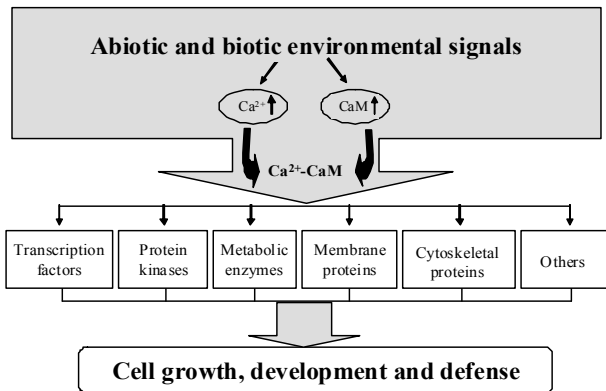 Abiotic and biotic environmental signals
Ca²⁺ CaM
Ca²⁺-CaM
Transcription factors
Protein kinases
Metabolic enzymes
Membrane proteins
Cytoskeletal proteins
Others
Cell growth, development and defense